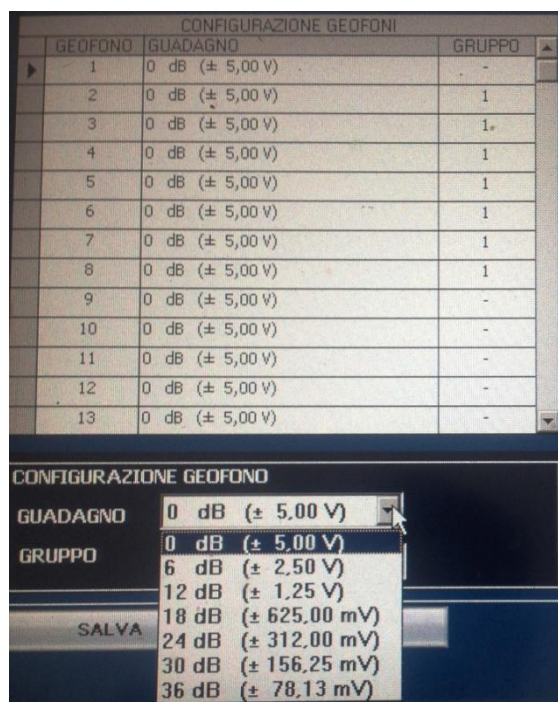 CONFIGURAZIONE GEOFONI
GEOFONO GUADAGNO GRUPPO
1 0 dB (± 5,00 V) -
2 0 dB (± 5,00 V) 1
3 0 dB (± 5,00 V) 1
4 0 dB (± 5,00 V) 1
5 0 dB (± 5,00 V) 1
6 0 dB (± 5,00 V) 1
7 0 dB (± 5,00 V) 1
8 0 dB (± 5,00 V) 1
9 0 dB (± 5,00 V) -
10 0 dB (± 5,00 V) -
11 0 dB (± 5,00 V) -
12 0 dB (± 5,00 V) -
13 0 dB (± 5,00 V) -
CONFIGURAZIONE GEOFONO
GUADAGNO 0 dB (± 5,00 V)
GRUPPO
0 dB (± 5,00 V)
6 dB (± 2,50 V)
12 dB (± 1,25 V)
18 dB (± 625,00 mV)
24 dB (± 312,00 mV)
30 dB (± 156,25 mV)
36 dB (± 78,13 mV)
SALVA